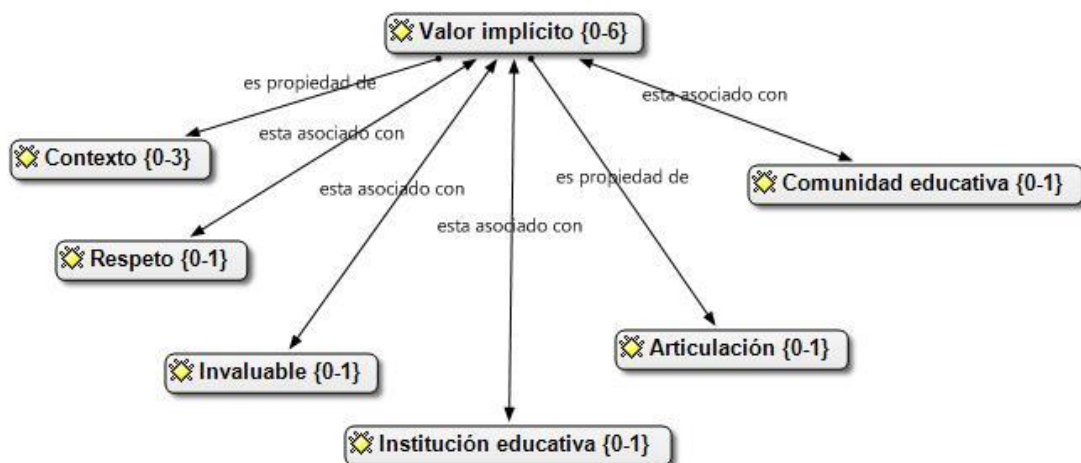 Valor implícito {0-6}
es propiedad de
esta asociado con
Contexto {0-3}
esta asociado con
esta asociado con
es propiedad de
Comunidad educativa {0-1}
esta asociado con
Respeto {0-1}
Articulación {0-1}
Invaluable {0-1}
Institución educativa {0-1}